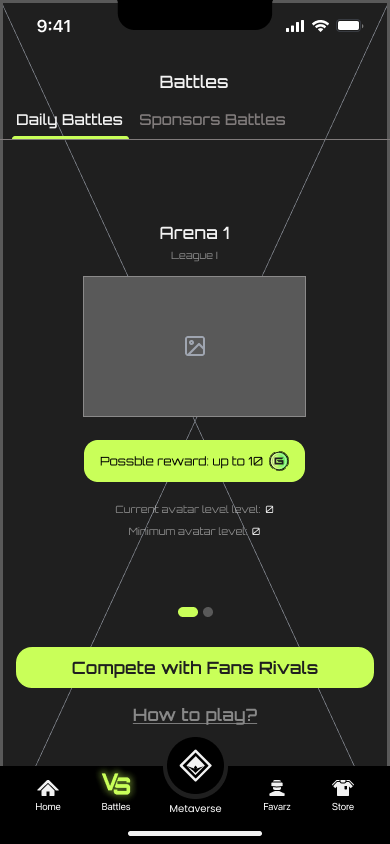 9:41
Battles
Daily Battles Sponsors Battles
Arena 1
League I
Possble reward: up to 10 G
Current avatar level level: 0
Minimum avatar level: 0
Compete with Fans Rivals
How to play?
VS
Home Battles Metaverse Favarz Store